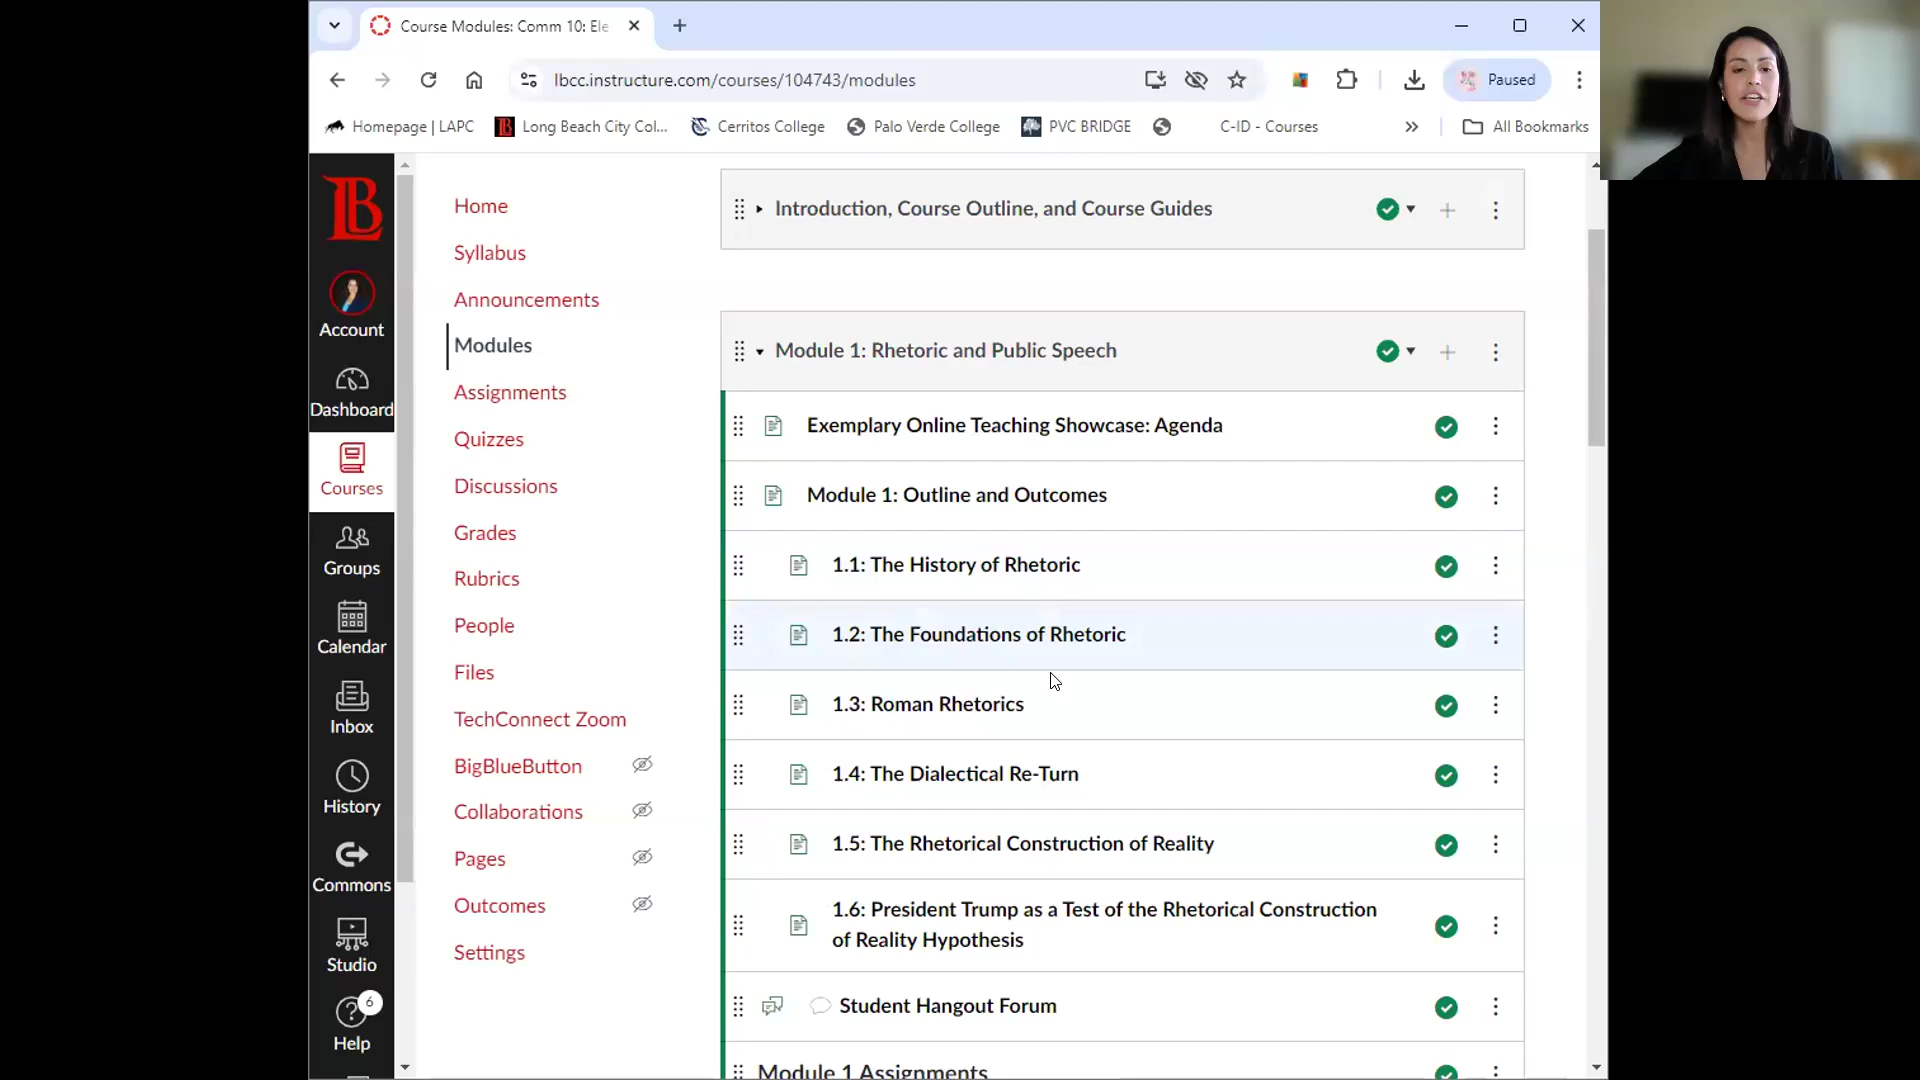 Course Modules: Comm 10: Ele
lbcc.instructure.com/courses/104743/modules
Paused
Homepage | LAPC
Long Beach City Col...
Cerritos College
Palo Verde College
PVC BRIDGE
C-ID - Courses
All Bookmarks
LB
Account
Dashboard
Courses
Groups
Calendar
Inbox
History
Commons
Studio
6
Help
Home
Syllabus
Announcements
Modules
Assignments
Quizzes
Discussions
Grades
Rubrics
People
Files
TechConnect Zoom
BigBlueButton
Collaborations
Pages
Outcomes
Settings
Introduction, Course Outline, and Course Guides
Module 1: Rhetoric and Public Speech
Exemplary Online Teaching Showcase: Agenda
Module 1: Outline and Outcomes
1.1: The History of Rhetoric
1.2: The Foundations of Rhetoric
1.3: Roman Rhetorics
1.4: The Dialectical Re-Turn
1.5: The Rhetorical Construction of Reality
1.6: President Trump as a Test of the Rhetorical Construction
of Reality Hypothesis
Student Hangout Forum
Module 1 Assignments